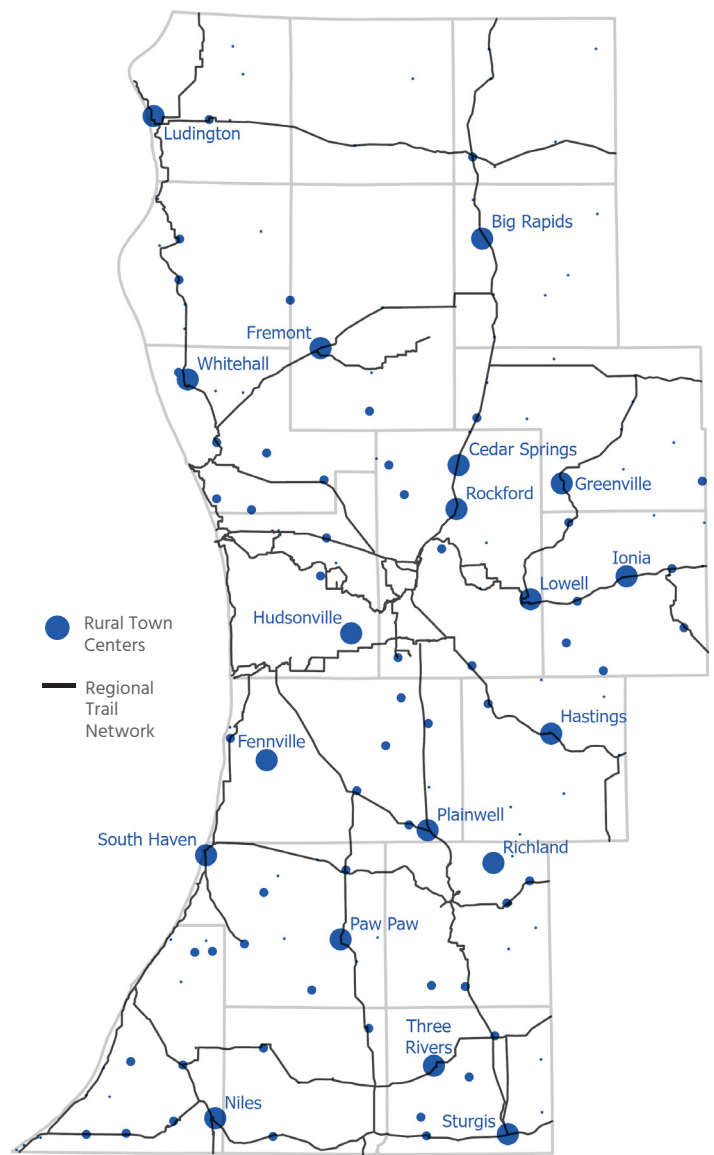 Ludington
Big Rapids
Fremont
Whitehall
Cedar Springs
Greenville
Rockford
Ionia
Lowell
Hudsonville
Rural Town
Centers
Regional
Trail
Network
Hastings
Fennville
Plainwell
South Haven
Richland
Paw Paw
Three
Rivers
Niles
Sturgis